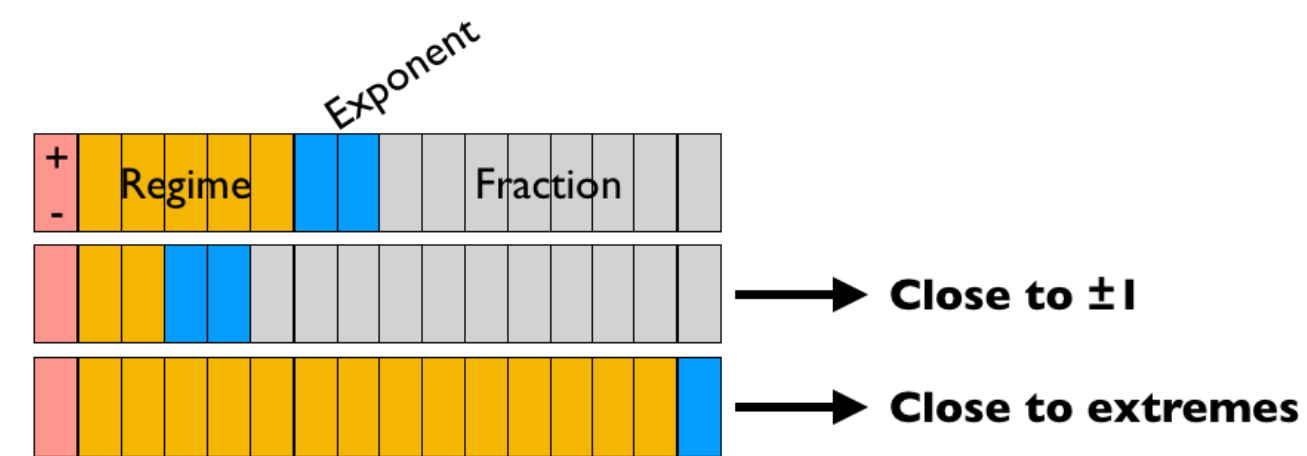 Exponent
+
-
Regime
Fraction
Close to ±1
Close to extremes